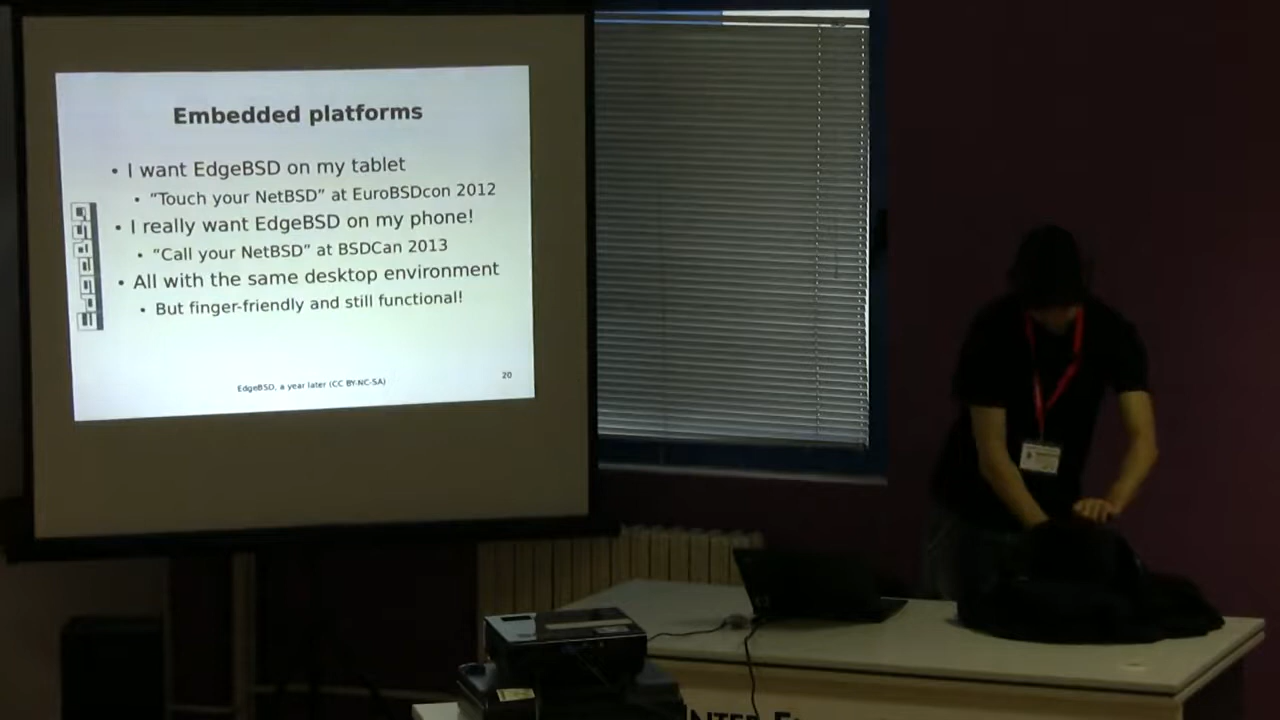 Embedded platforms
• I want EdgeBSD on my tablet
• "Touch your NetBSD" at EuroBSDcon 2012
• I really want EdgeBSD on my phone!
• "Call your NetBSD" at BSDCan 2013
• All with the same desktop environment
• But finger-friendly and still functional!
EdgeBSD, a year later (CC BY-NC-SA)
20